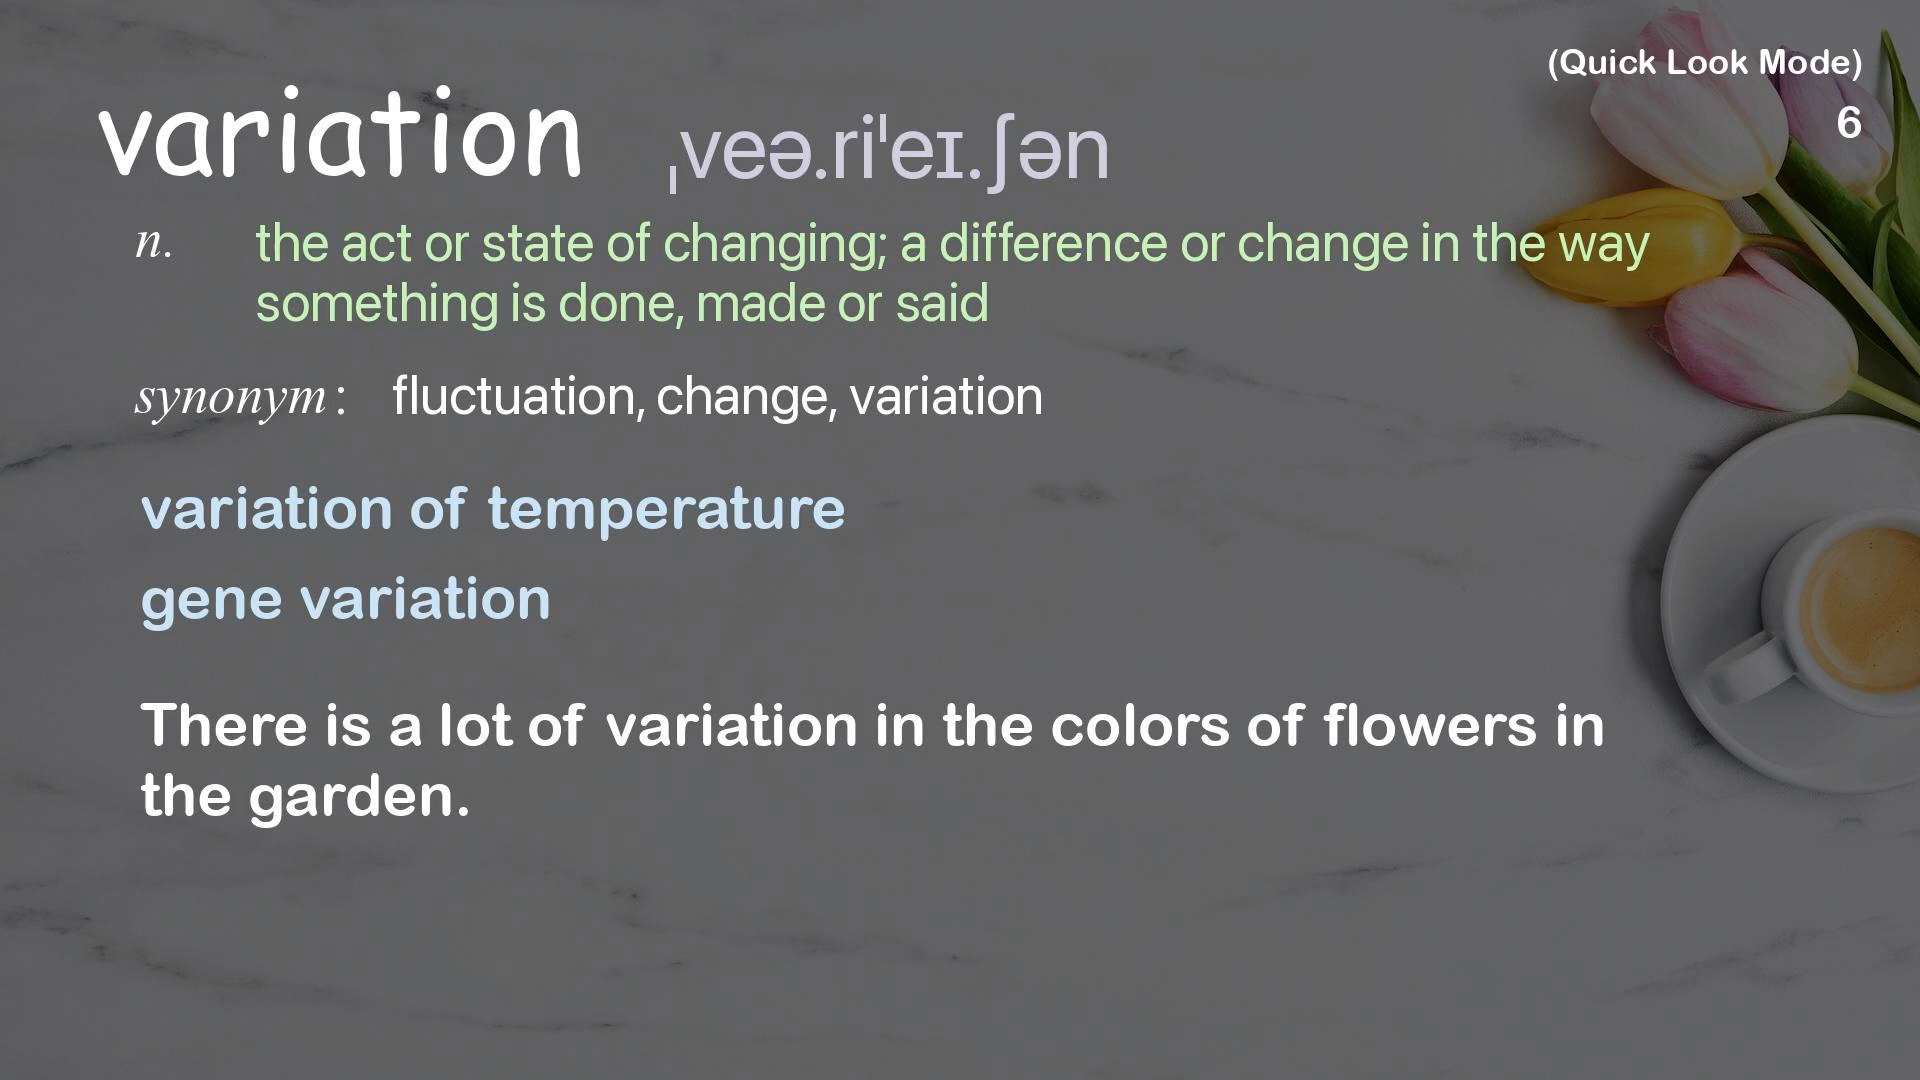 (Quick Look Mode)
6
variation ˌveə.riˈeɪ.ʃən
n. the act or state of changing; a difference or change in the way
something is done, made or said
synonym: fluctuation, change, variation
variation of temperature
gene variation
There is a lot of variation in the colors of flowers in
the garden.